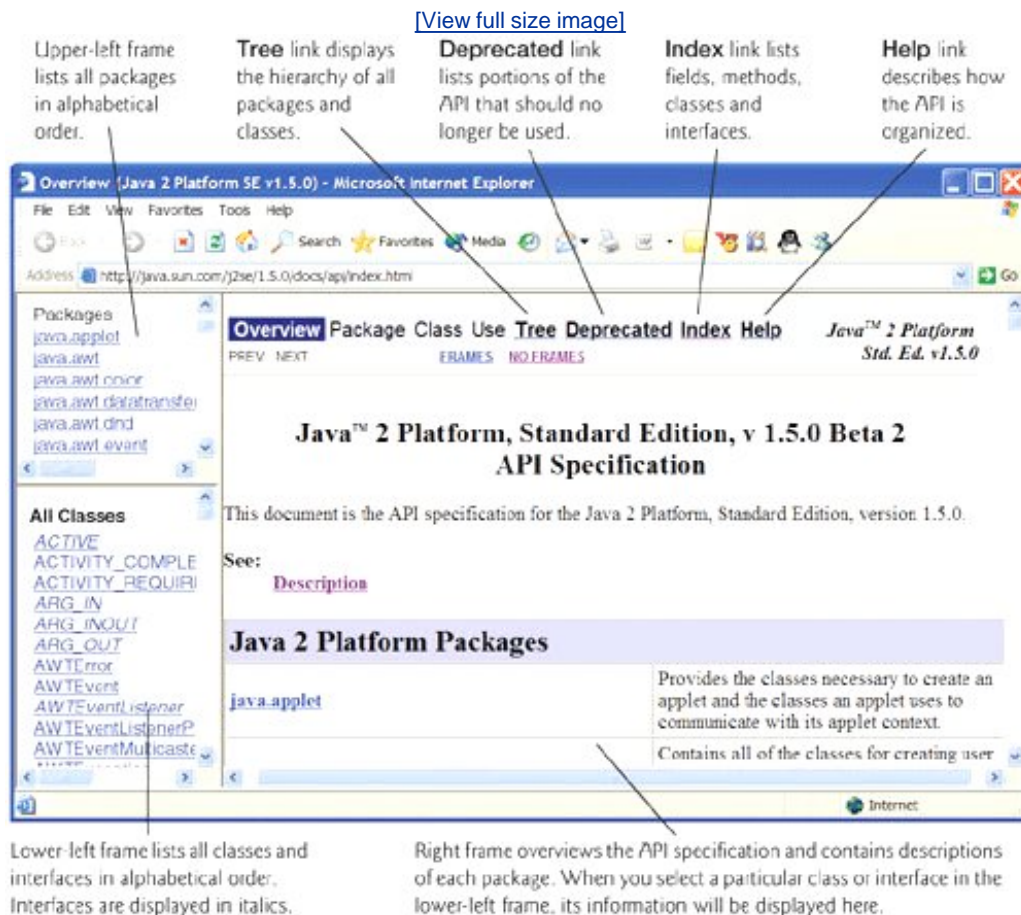 [View full size image]
Upper-left frame
lists all packages
in alphabetical
order.
Tree link displays
the hierarchy of all
packages and
classes.
Deprecated link
lists portions of the
API that should no
longer be used.
Index link lists
fields, methods,
classes and
interfaces.
Help link
describes how
the API is
organized.
Overview (Java 2 Platform SE v1.5.0) - Microsoft Internet Explorer
File Edit View Favorites Tools Help
Back Search Favorites Media
Address http://java.sun.com/j2se/1.5.0/docs/api/index.html Go
Packages
java.applet
java.awt
java.awt.color
java.awt.datatransfer
java.awt.dnd
java.awt.event
All Classes
ACTIVE
ACTIVITY_COMPLE
ACTIVITY_REQUIRI
ARG_IN
ARG_INOUT
ARG_OUT
AWTError
AWTEvent
AWTEventListener
AWTEventListenerP
AWTEventMulticaste
Overview Package Class Use Tree Deprecated Index Help
PREV NEXT FRAMES NO FRAMES
Java™ 2 Platform
Std. Ed. v1.5.0
Java™ 2 Platform, Standard Edition, v 1.5.0 Beta 2
API Specification
This document is the API specification for the Java 2 Platform, Standard Edition, version 1.5.0.
See:
Description
Java 2 Platform Packages
java.applet
Provides the classes necessary to create an
applet and the classes an applet uses to
communicate with its applet context.
Contains all of the classes for creating user
Internet
Lower-left frame lists all classes and
interfaces in alphabetical order.
Interfaces are displayed in italics.
Right frame overviews the API specification and contains descriptions
of each package. When you select a particular class or interface in the
lower-left frame, its information will be displayed here.